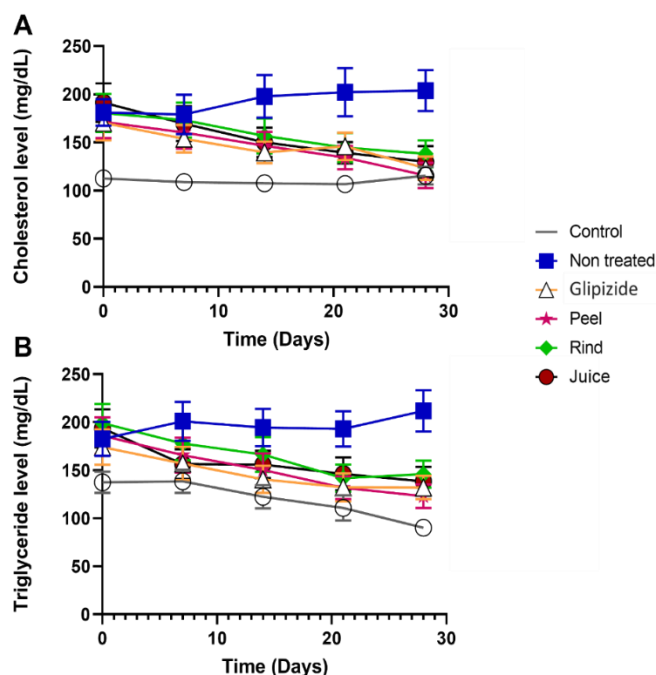 A
Cholesterol level (mg/dL)
250
200
150
100
50
0
0 10 20 30
Time (Days)
Control
Non treated
Glipizide
Peel
Rind
Juice
B
Triglyceride level (mg/dL)
250
200
150
100
50
0
0 10 20 30
Time (Days)